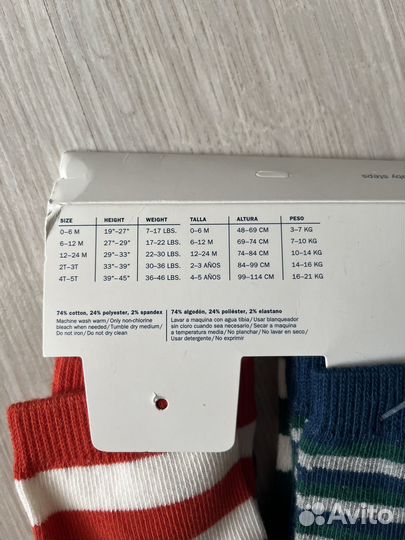 by steps
SIZE HEIGHT WEIGHT TALLA ALTURA PESO
0–6 M 19"–27" 7–17 LBS. 0–6 M 48–69 CM 3–7 KG
6–12 M 27"–29" 17–22 LBS. 6–12 M 69–74 CM 7–10 KG
12–24 M 29"–33" 22–30 LBS. 12–24 M 74–84 CM 10–14 KG
2T–3T 33"–39" 30–36 LBS. 2–3 AÑOS 84–99 CM 14–16 KG
4T–5T 39"–45" 36–46 LBS. 4–5 AÑOS 99–114 CM 16–21 KG
74% cotton, 24% polyester, 2% spandex
Machine wash warm/Only non-chlorine
bleach when needed/Tumble dry medium/
Do not iron/Do not dry clean
74% algodón, 24% poliéster, 2% elastano
Lavar a maquina con agua tibia/Usar blanqueador
sin cloro cuando sea necesario/Secar a maquina
a temperatura media/No planchar/No lavar en seco/
Usar detergente/No exprimir
Avito